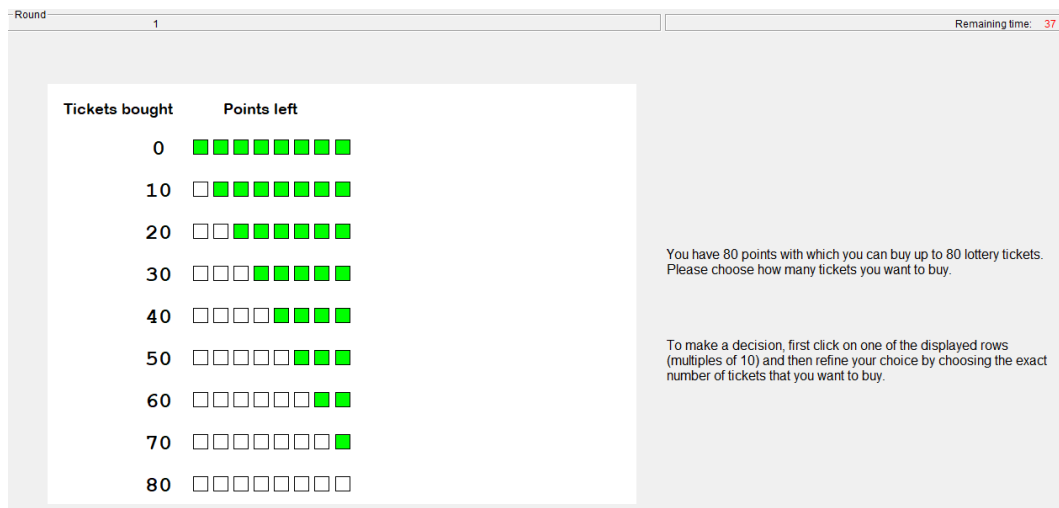 Round
1
Remaining time: 37
Tickets bought Points left
0
10
20
30
40
50
60
70
80
You have 80 points with which you can buy up to 80 lottery tickets.
Please choose how many tickets you want to buy.
To make a decision, first click on one of the displayed rows
(multiples of 10) and then refine your choice by choosing the exact
number of tickets that you want to buy.